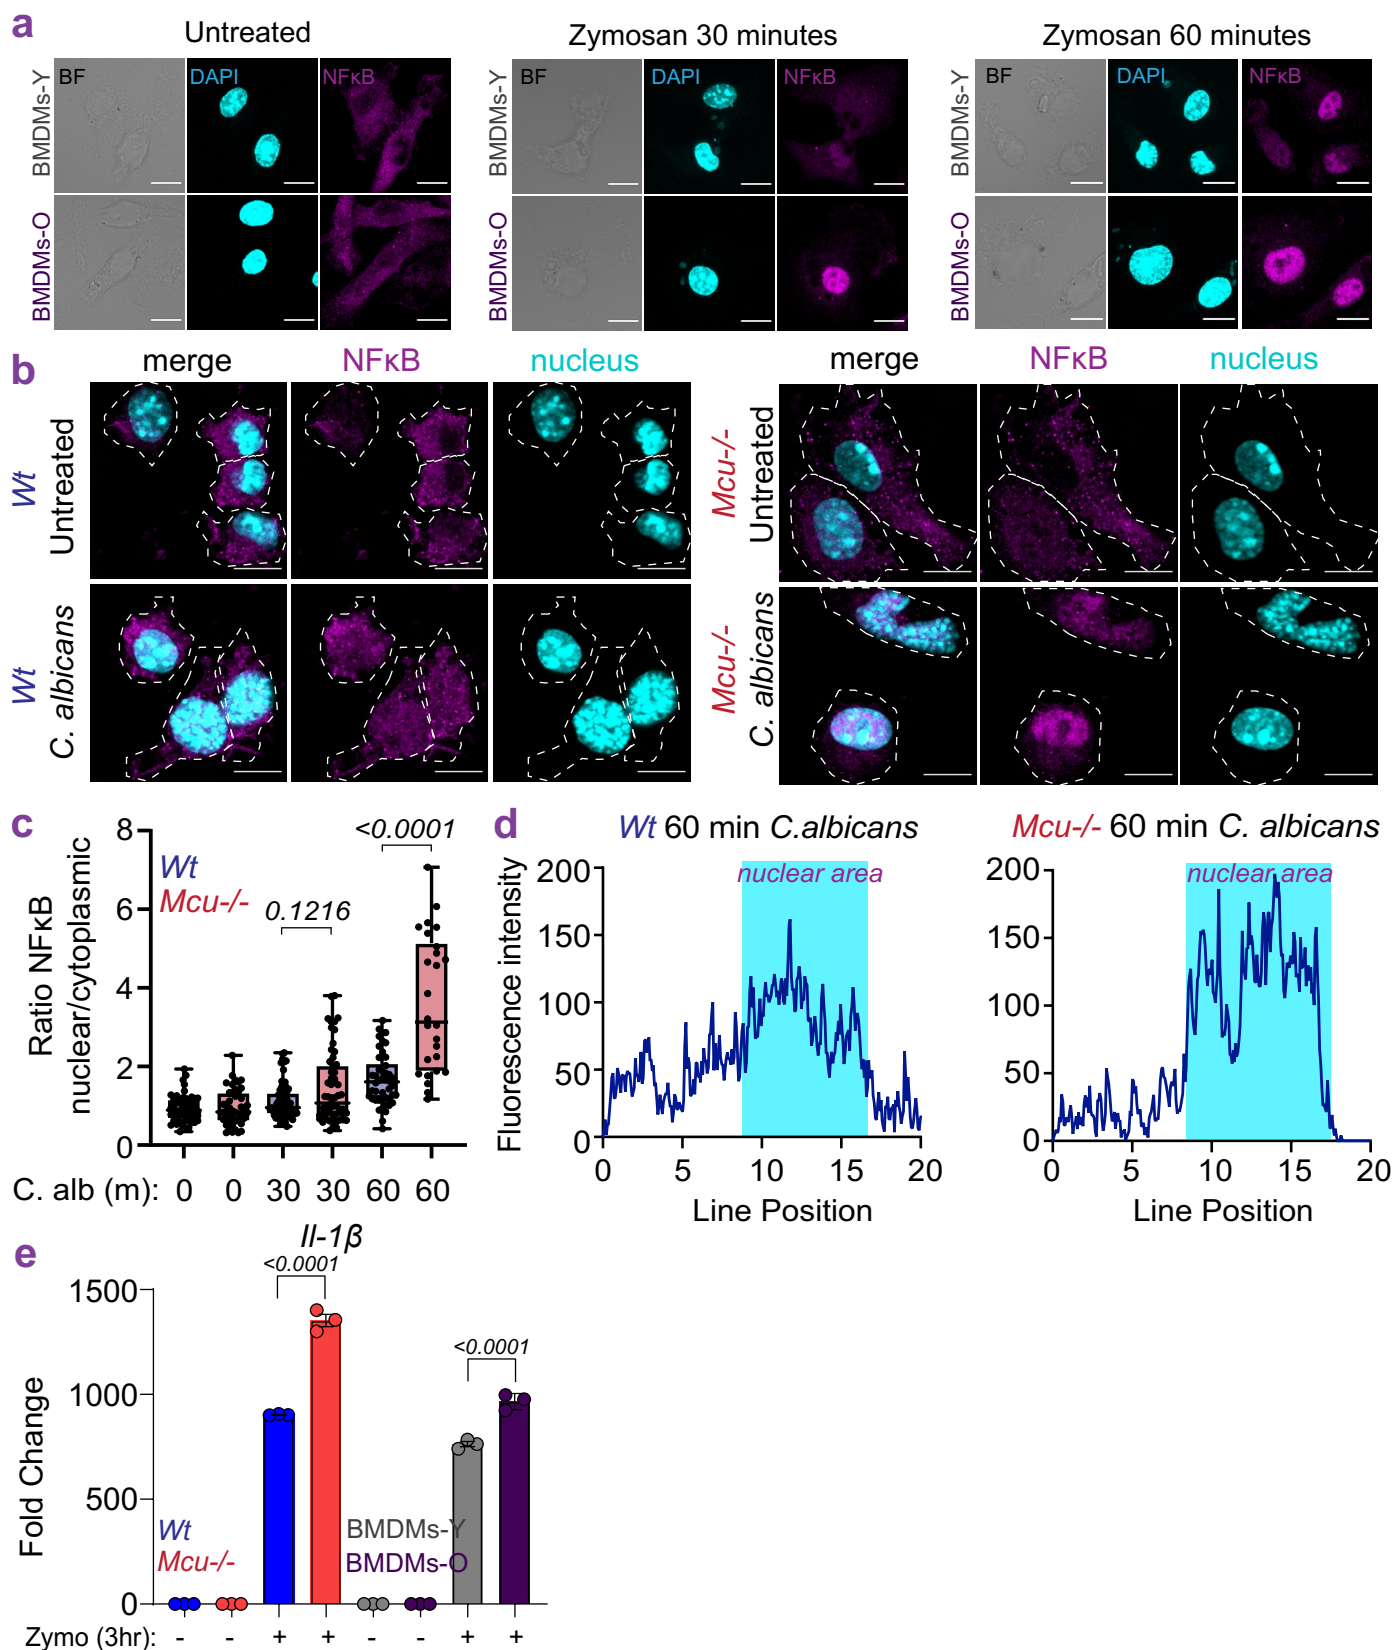 a
Untreated
Zymosan 30 minutes
Zymosan 60 minutes
BMDMs-Y
BF
DAPI
NFκB
BMDMs-Y
BF
DAPI
NFκB
BMDMs-Y
BF
DAPI
NFκB
BMDMs-O
BMDMs-O
BMDMs-O
b
merge
NFκB
nucleus
merge
NFκB
nucleus
Wt
Untreated
Mcu-/-
Untreated
Wt
C. albicans
Mcu-/-
C. albicans
c
Ratio NFκB
nuclear/cytoplasmic
8
6
4
2
0
Wt
Mcu-/-
0.1216
<0.0001
C. alb (m): 0 0 30 30 60 60
d
Wt 60 min C.albicans
Fluorescence intensity
200
150
100
50
0
nuclear area
0 5 10 15 20
Line Position
Mcu-/- 60 min C. albicans
200
150
100
50
0
nuclear area
0 5 10 15 20
Line Position
e
Il-1β
Fold Change
1500
1000
500
0
<0.0001
<0.0001
Wt
Mcu-/-
BMDMs-Y
BMDMs-O
Zymo (3hr): - - + + - - + +